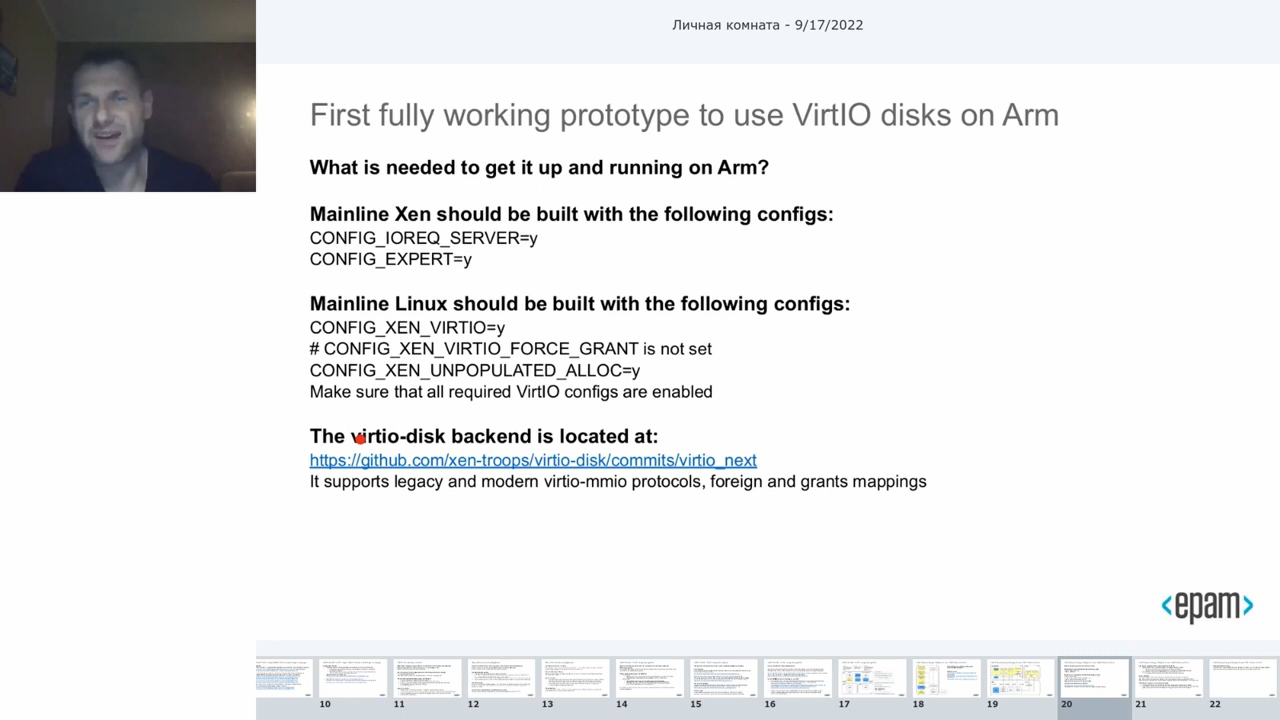 Личная комната - 9/17/2022
First fully working prototype to use VirtIO disks on Arm
What is needed to get it up and running on Arm?
Mainline Xen should be built with the following configs:
CONFIG_IOREQ_SERVER=y
CONFIG_EXPERT=y
Mainline Linux should be built with the following configs:
CONFIG_XEN_VIRTIO=y
# CONFIG_XEN_VIRTIO_FORCE_GRANT is not set
CONFIG_XEN_UNPOPULATED_ALLOC=y
Make sure that all required VirtIO configs are enabled
The virtio-disk backend is located at:
https://github.com/xen-troops/virtio-disk/commits/virtio_next
It supports legacy and modern virtio-mmio protocols, foreign and grants mappings
<epam>
10 11 12 13 14 15 16 17 18 19 20 21 22